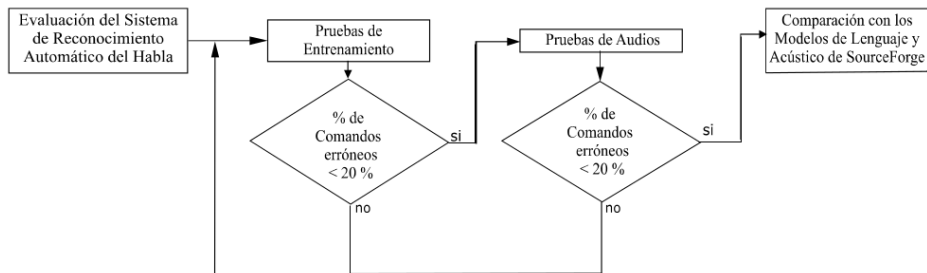 Evaluación del Sistema
de Reconocimiento
Automático del Habla
Pruebas de
Entrenamiento
% de
Comandos
erróneos
< 20 %
si
no
Pruebas de Audios
% de
Comandos
erróneos
< 20 %
si
no
Comparación con los
Modelos de Lenguaje y
Acústico de SourceForge